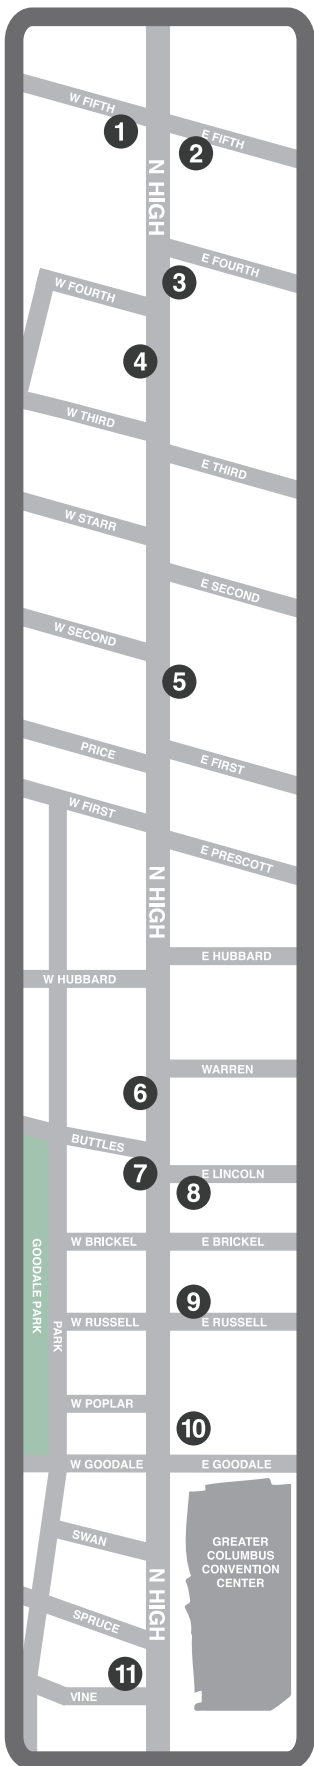 W FIFTH
1
E FIFTH
2
N HIGH
E FOURTH
3
W FOURTH
4
W THIRD
E THIRD
W STARR
E SECOND
W SECOND
5
PRICE
E FIRST
W FIRST
E PRESCOTT
N HIGH
E HUBBARD
W HUBBARD
WARREN
6
BUTTLES
7
E LINCOLN
8
W BRICKEL
E BRICKEL
GOODALE PARK
9
PARK
W RUSSELL
E RUSSELL
W POPLAR
10
W GOODALE
E GOODALE
SWAN
GREATER
COLUMBUS
CONVENTION
CENTER
N HIGH
SPRUCE
11
VINE